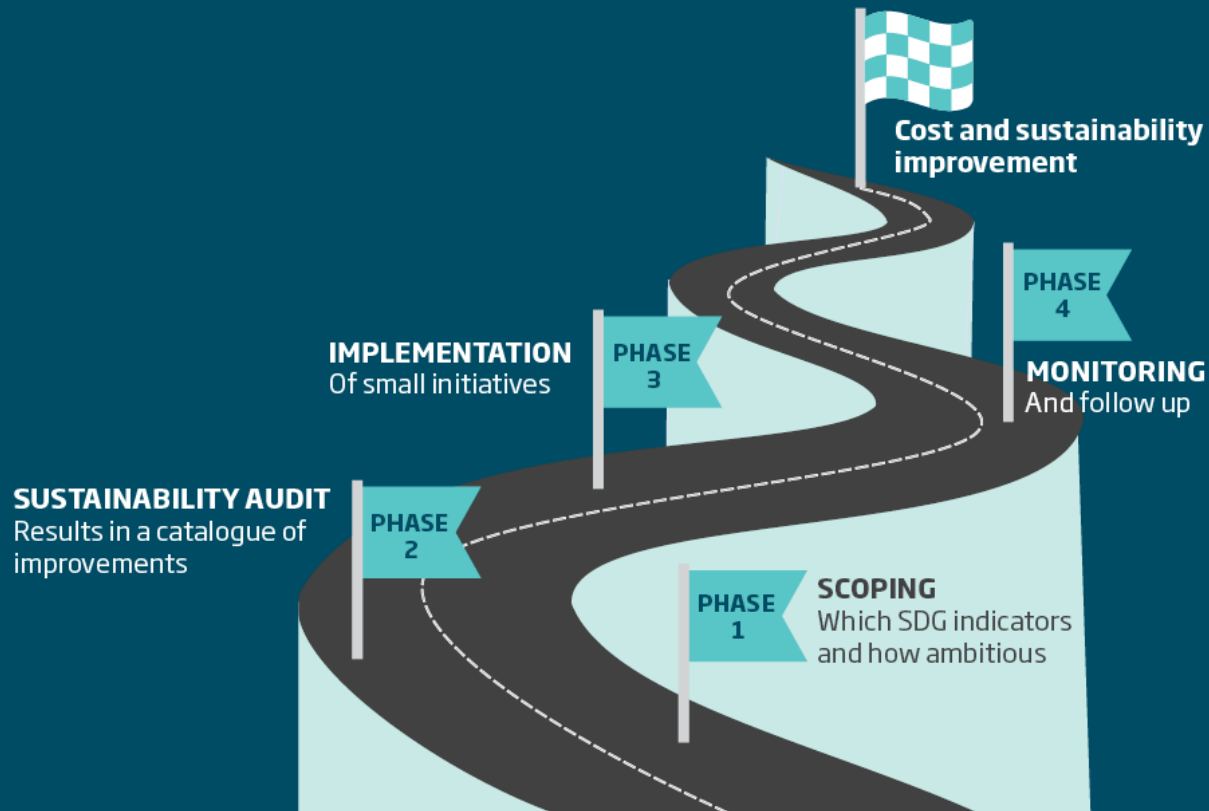 Cost and sustainability
improvement
PHASE
4
MONITORING
And follow up
IMPLEMENTATION
Of small initiatives
PHASE
3
SUSTAINABILITY AUDIT
Results in a catalogue of
improvements
PHASE
2
PHASE
1
SCOPING
Which SDG indicators
and how ambitious